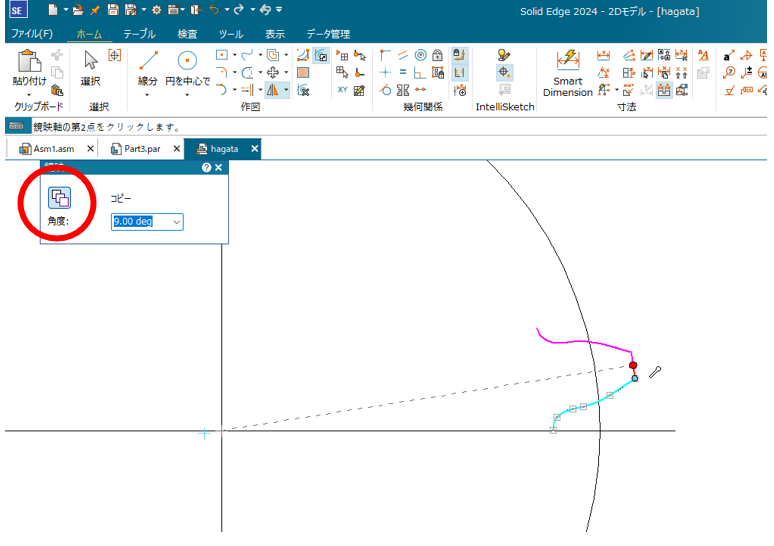 SE
Solid Edge 2024 - 2Dモデル - [hagata]
ファイル(F) ホーム テーブル 検査 ツール 表示 データ管理
貼り付け 選択 線分 円を中心で XY Smart Dimension
クリップボード 選択 作図 幾何関係 IntelliSketch 寸法
鏡映軸の第2点をクリックします。
Asm1.asm Part3.par hagata
コピー
角度: 9.00 deg